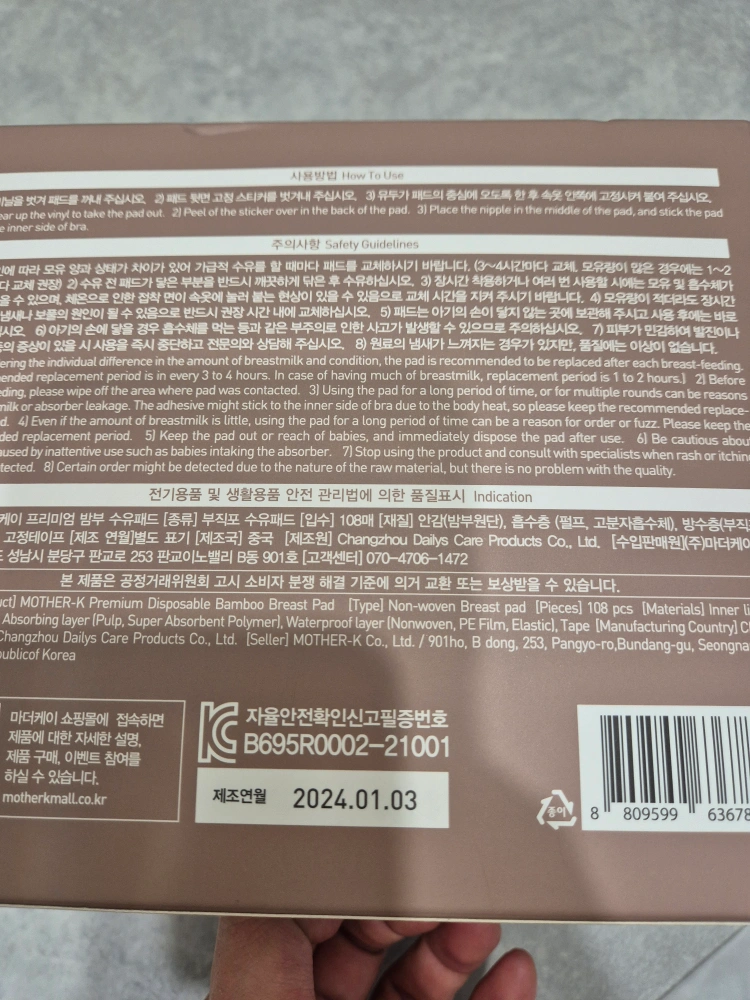 사용방법 How To Use
벗겨 패드를 꺼내 주십시오. 2) 패드 뒷면 고정 스티커를 벗겨내 주십시오. 3) 유두가 패드의 중심에 오도록 한 후 속옷 안쪽에 고정시켜 붙여 주십시오.
ear up the vinyl to take the pad out. 2) Peel of the sticker over in the back of the pad. 3) Place the nipple in the middle of the pad, and stick the pad
e inner side of bra.
주의사항 Safety Guidelines
에 따라 모유 양과 상태가 차이가 있어 가급적 수유를 할 때마다 패드를 교체하시기 바랍니다. (3~4시간마다 교체, 모유량이 많은 경우에는 1~2
다 교체 권장) 2) 수유 전 패드가 닿은 부분을 반드시 깨끗하게 닦은 후 수유하십시오. 3) 장시간 착용하거나 여러 번 사용할 시에는 모유 및 흡수체가
을 수 있으며, 체온으로 인한 접착 면이 속옷에 눌러 붙는 현상이 있을 수 있음으로 교체 시간을 지켜 주시기 바랍니다. 4) 모유량이 적더라도 장시간
냄새나 보풀의 원인이 될 수 있음으로 반드시 권장 시간 내에 교체하십시오. 5) 패드는 아기의 손이 닿지 않는 곳에 보관해 주시고 사용 후에는 바로
시오. 6) 아기의 손에 닿을 경우 흡수체를 먹는 등과 같은 부주의로 인한 사고가 발생할 수 있으므로 주의하십시오. 7) 피부가 민감하여 발진이나
등의 증상이 있을 시 사용을 즉시 중단하고 전문의와 상담해 주십시오. 8) 원료의 냄새가 느껴지는 경우가 있지만, 품질에는 이상이 없습니다.
ering the individual difference in the amount of breastmilk and condition, the pad is recommended to be replaced after each breast-feeding.
ended replacement period is in every 3 to 4 hours. In case of having much of breastmilk, replacement period is 1 to 2 hours.] 2) Before
ding, please wipe off the area where pad was contacted. 3) Using the pad for a long period of time, or for multiple rounds can be reasons
milk or absorber leakage. The adhesive might stick to the inner side of bra due to the body heat, so please keep the recommended replace-
d. 4) Even if the amount of breastmilk is little, using the pad for a long period of time can be a reason for order or fuzz. Please keep the
ded replacement period. 5) Keep the pad out or reach of babies, and immediately dispose the pad after use. 6) Be cautious abou
aused by inattentive use such as babies intaking the absorber. 7) Stop using the product and consult with specialists when rash or itching
tected. 8) Certain order might be detected due to the nature of the raw material, but there is no problem with the quality.
전기용품 및 생활용품 안전 관리법에 의한 품질표시 Indication
케이 프리미엄 밤부 수유패드 [종류] 부직포 수유패드 [입수] 108매 [재질] 안감(밤부원단), 흡수층 (펄프, 고분자흡수체), 방수층(부직
고정테이프 [제조 연월]별도 표기 [제조국] 중국 [제조원] Changzhou Dailys Care Products Co., Ltd. [수입판매원](주)마더케이
성남시 분당구 판교로 253 판교이노밸리 B동 901호 [고객센터] 070-4706-1472
본 제품은 공정거래위원회 고시 소비자 분쟁 해결 기준에 의거 교환 또는 보상받을 수 있습니다.
uct] MOTHER-K Premium Disposable Bamboo Breast Pad [Type] Non-woven Breast pad [Pieces] 108 pcs [Materials] Inner li
Absorbing layer (Pulp, Super Absorbent Polymer), Waterproof layer (Nonwoven, PE Film, Elastic), Tape [Manufacturing Country] Ch
Changzhou Dailys Care Products Co., Ltd. [Seller] MOTHER-K Co., Ltd. / 901ho, B dong, 253, Pangyo-ro,Bundang-gu, Seongna
publicof Korea
마더케이 쇼핑몰에 접속하면
제품에 대한 자세한 설명,
제품 구매, 이벤트 참여를
하실 수 있습니다.
motherkmall.co.kr
자율안전확인신고필증번호
B695R0002-21001
제조연월 2024.01.03
종이
8 809599 63678